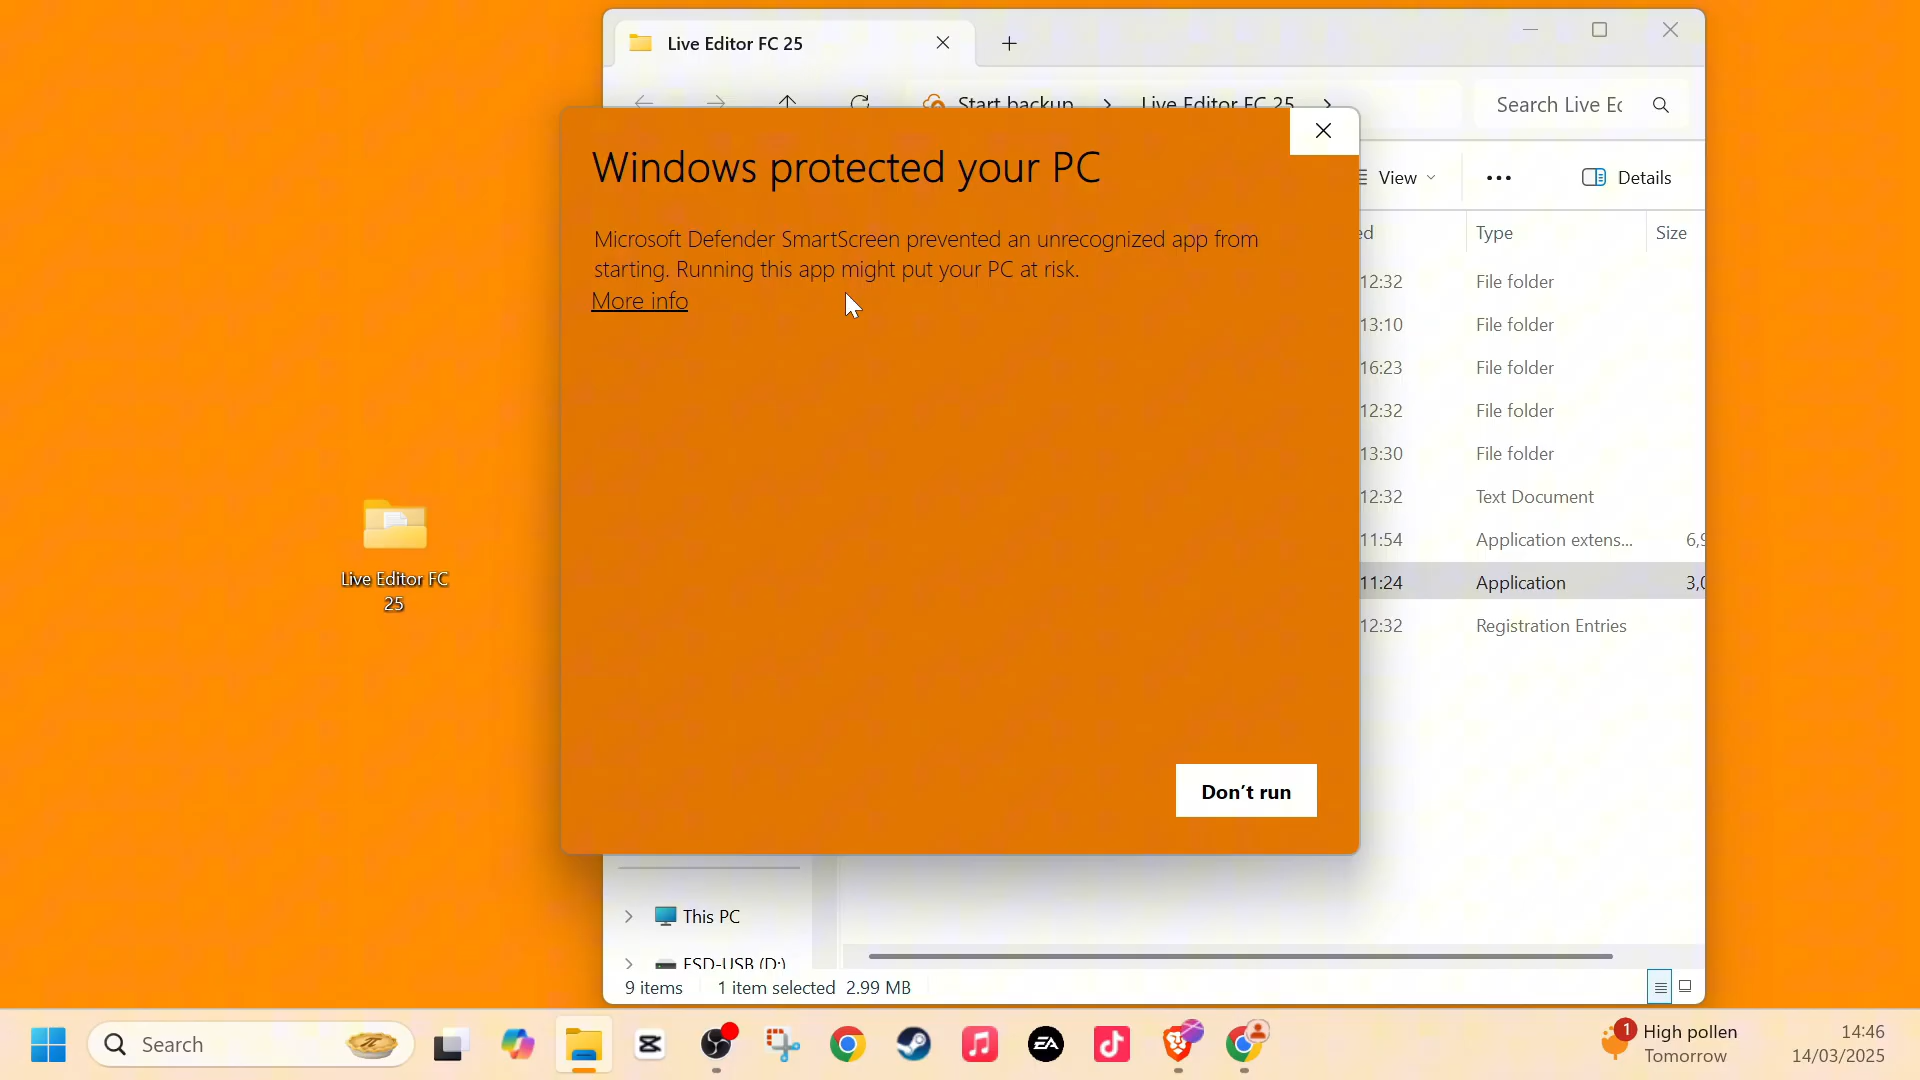 Live Editor FC 25
Start backup
Live Editor FC 25
Search Live Ec
Windows protected your PC
Microsoft Defender SmartScreen prevented an unrecognized app from
starting. Running this app might put your PC at risk.
More info
View
Details
ed
Type
Size
12:32
File folder
13:10
File folder
16:23
File folder
12:32
File folder
13:30
File folder
12:32
Text Document
11:54
Application extens...
6,9
11:24
Application
3,0
12:32
Registration Entries
Live Editor FC
25
Don't run
This PC
ESD-USB (D:)
9 items
1 item selected 2.99 MB
Search
π
EA
1
High pollen
Tomorrow
14:46
14/03/2025